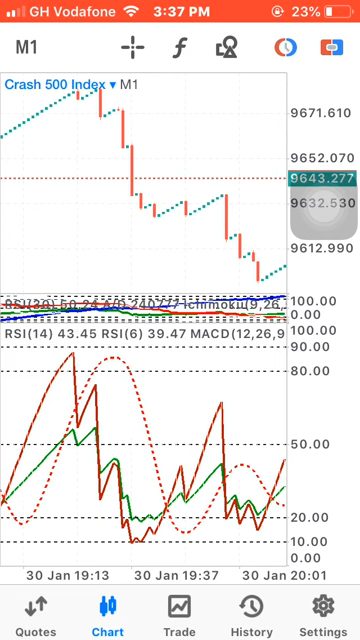 GH Vodafone 3:37 PM 23%
M1
Crash 500 Index ▾ M1
9671.610
9652.070
9643.277
9632.530
9612.990
100.00
0.00
RSI(14) 43.45 RSI(6) 39.47 MACD(12,26,9
100.00
90.00
80.00
50.00
20.00
10.00
0.00
30 Jan 19:13 30 Jan 19:37 30 Jan 20:01
Quotes Chart Trade History Settings